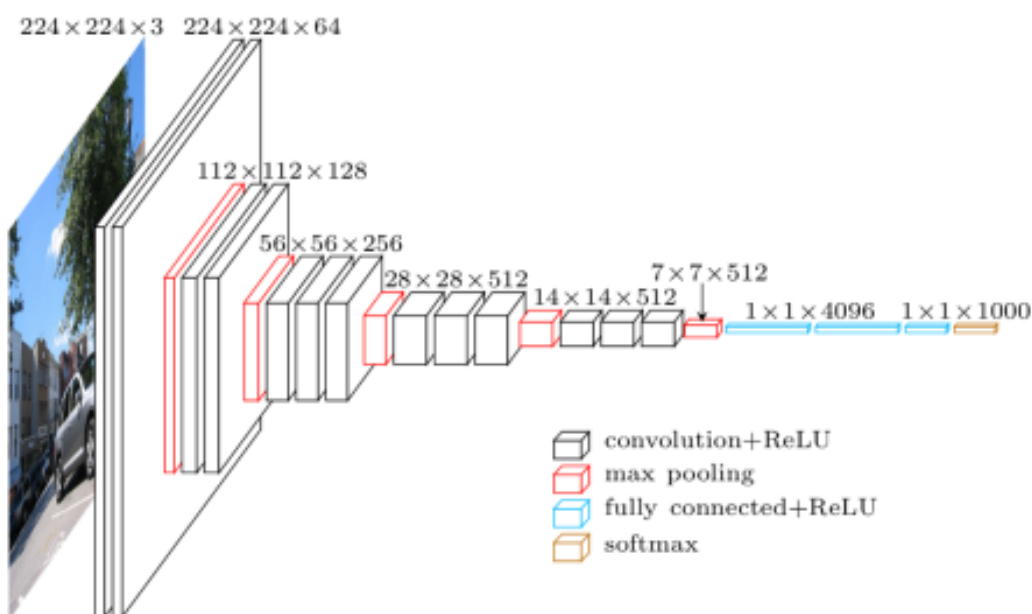 224×224×3
224×224×64
112×112×128
56×56×256
28×28×512
14×14×512
7×7×512
1×1×4096
1×1×1000
convolution+ReLU
max pooling
fully connected+ReLU
softmax